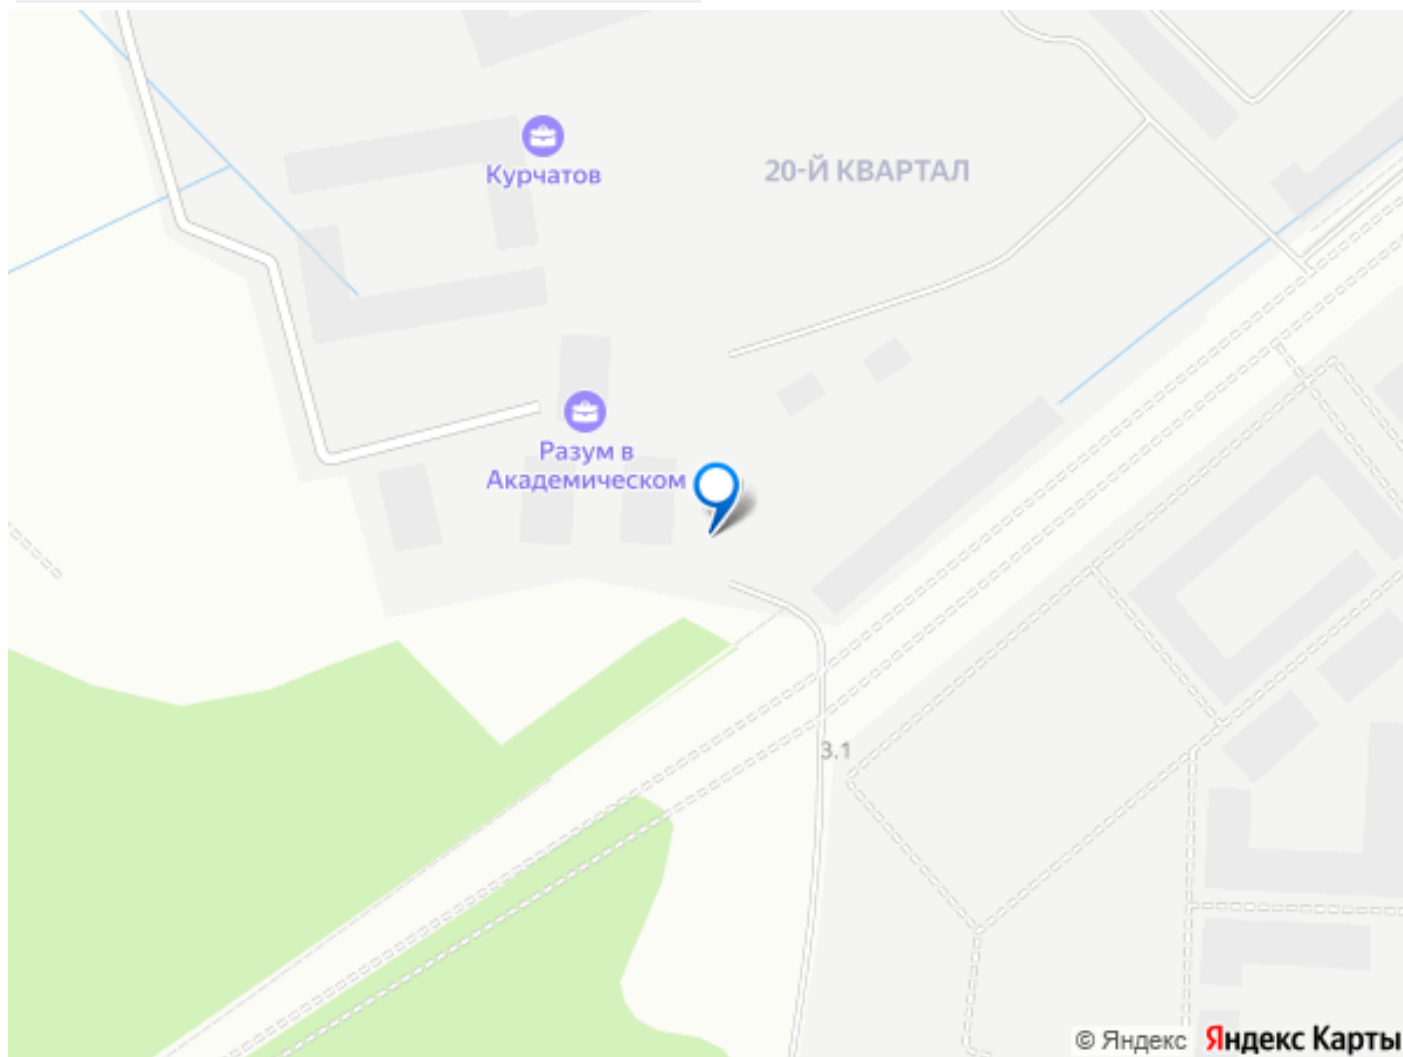 Курчатов
20-Й КВАРТАЛ
Разум в
Академическом
3.1
© Яндекс Яндекс Карты